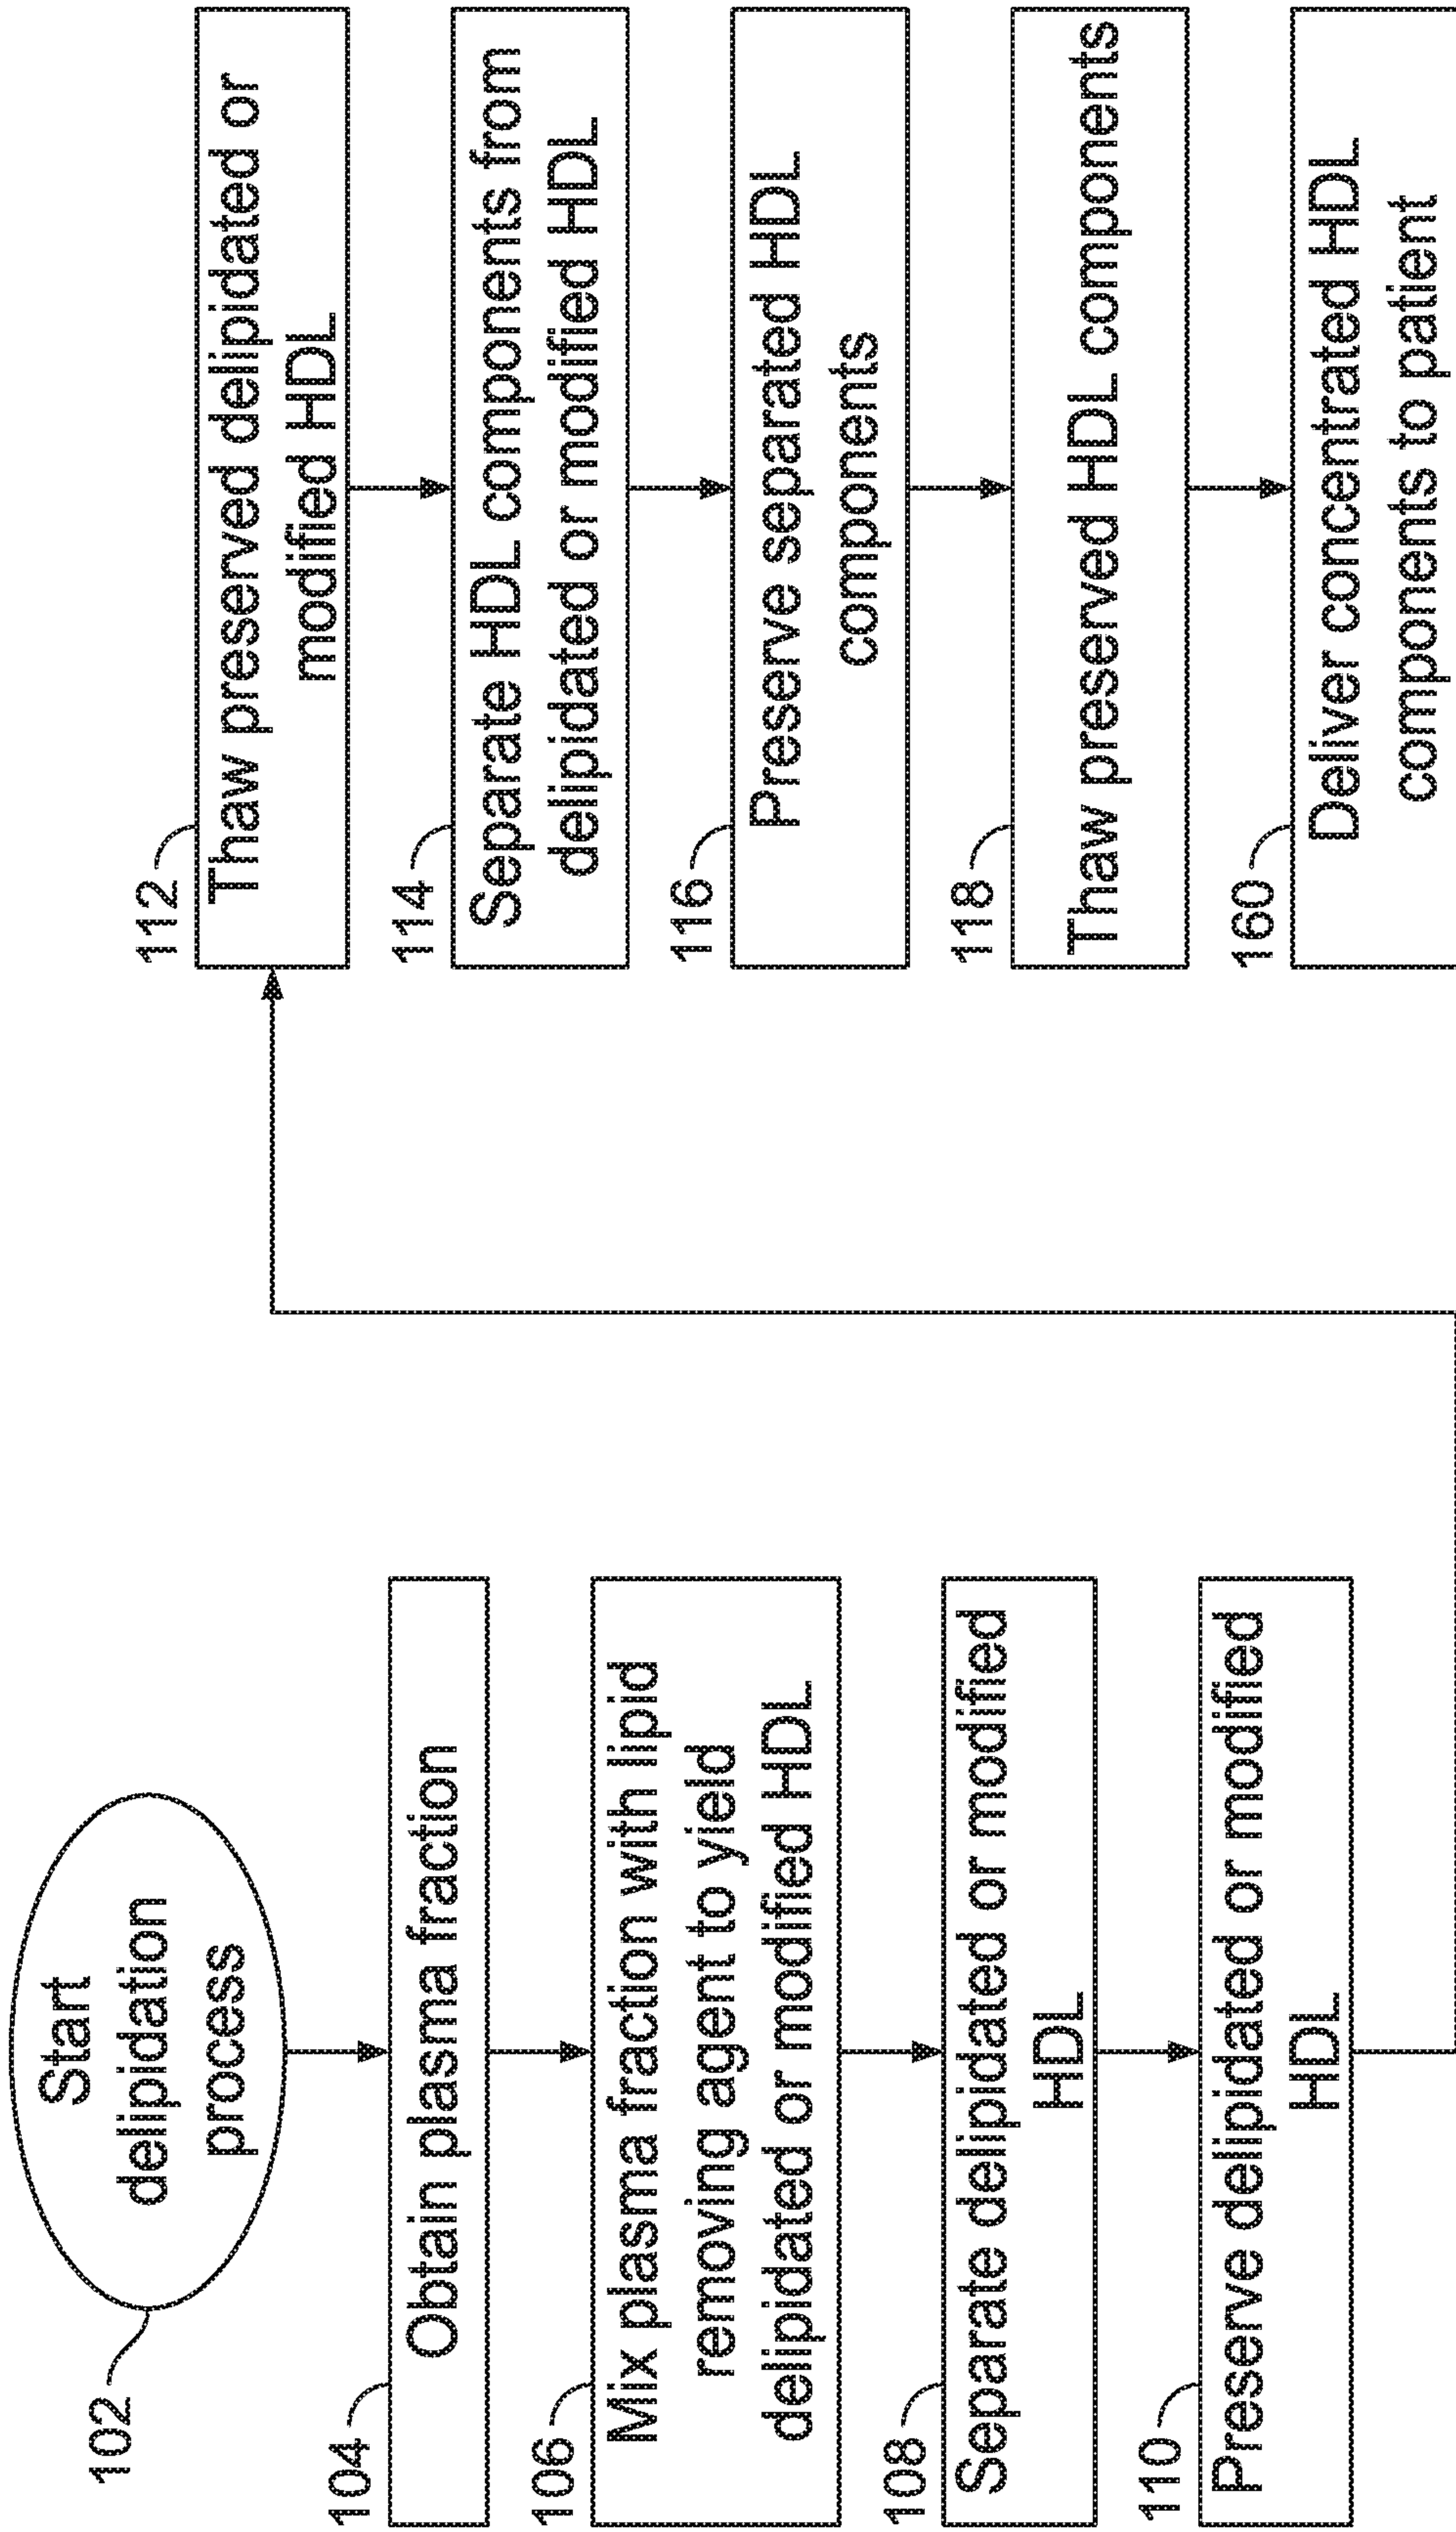 102
Start
delipidation
process
104
Obtain plasma fraction
106
Mix plasma fraction with lipid
removing agent to yield
delipidated or modified HDL
108
Separate delipidated or modified
HDL
110
Preserve delipidated or modified
HDL
112
Thaw preserved delipidated or
modified HDL
114
Separate HDL components from
delipidated or modified HDL
116
Preserve separated HDL
components
118
Thaw preserved HDL components
160
Deliver concentrated HDL
components to patient